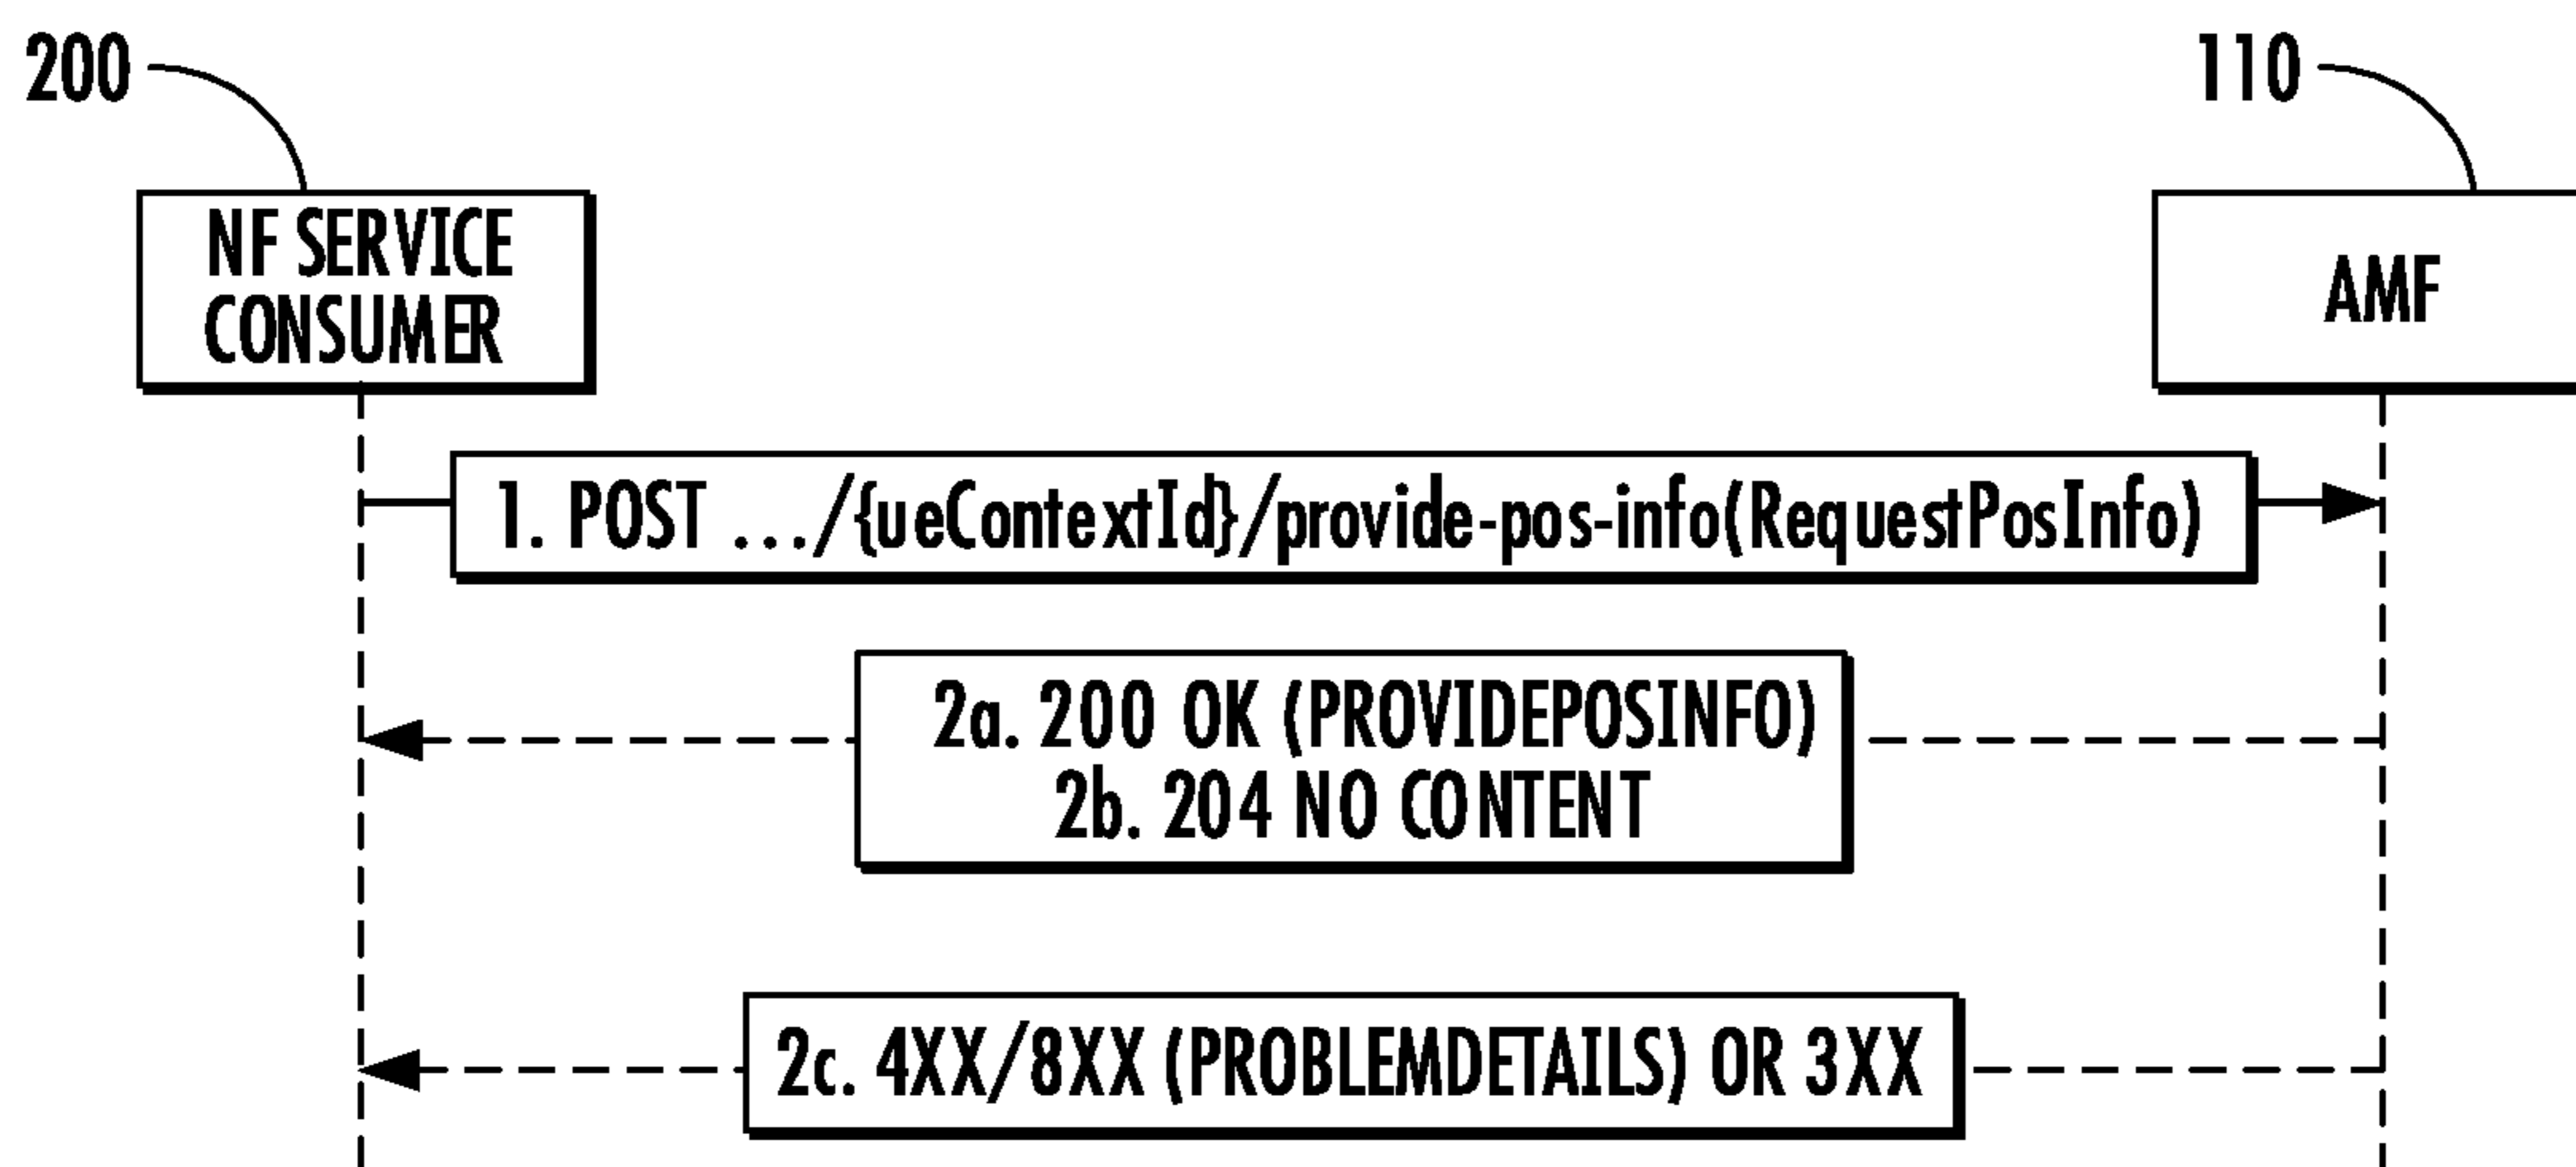 200
110
NF SERVICE
CONSUMER
AMF
1. POST .../{ueContextId}/provide-pos-info(RequestPosInfo)
2a. 200 OK (PROVIDEPOSINFO)
2b. 204 NO CONTENT
2c. 4XX/8XX (PROBLEMDETAILS) OR 3XX